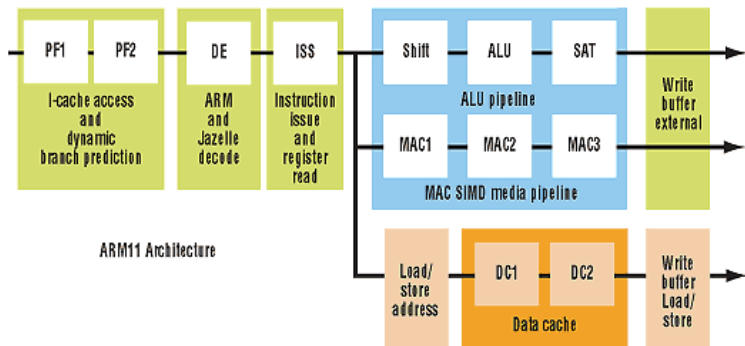 PF1
PF2
I-cache access
and
dynamic
branch prediction
DE
ARM
and
Jazelle
decode
ISS
Instruction
issue and
register
read
Shift
ALU
SAT
ALU pipeline
MAC1
MAC2
MAC3
MAC SIMD media pipeline
Write
buffer
external
ARM11 Architecture
Load/
store
address
DC1
DC2
Data cache
Write
buffer
Load/
store